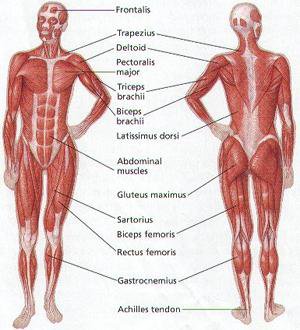 Frontalis
Trapezius
Deltoid
Pectoralis
major
Triceps
brachii
Biceps
brachii
Latissimus dorsi
Abdominal
muscles
Gluteus maximus
Sartorius
Biceps femoris
Rectus femoris
Gastrocnemius
Achilles tendon